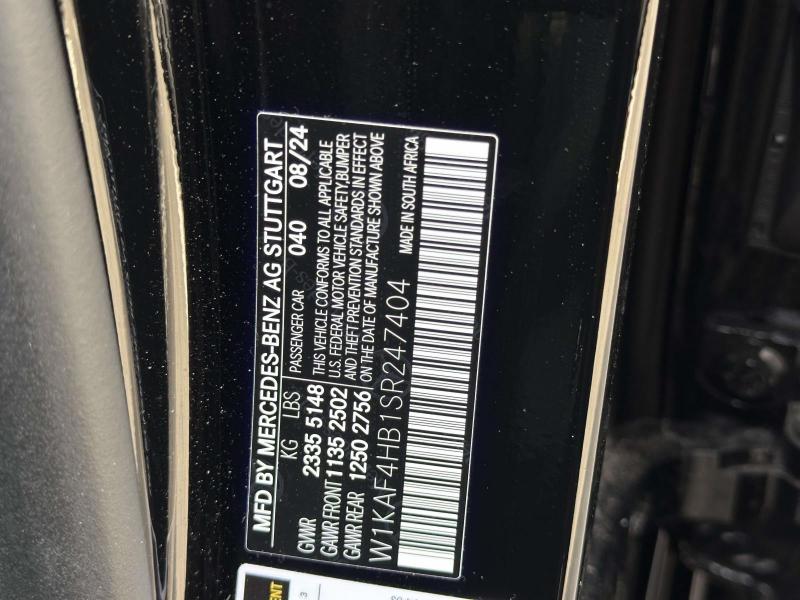 MFD BY MERCEDES-BENZ AG STUTTGART
KG LBS PASSENGER CAR 040 08/24
GWR 2335 5148 THIS VEHICLE CONFORMS TO ALL APPLICABLE
GAWR FRONT 1135 2502 U.S. FEDERAL MOTOR VEHICLE SAFETY, BUMPER
GAWR REAR 1250 2756 AND THEFT PREVENTION STANDARDS IN EFFECT
ON THE DATE OF MANUFACTURE SHOWN ABOVE
W1KAF4HB1SR247404 MADE IN SOUTH AFRICA